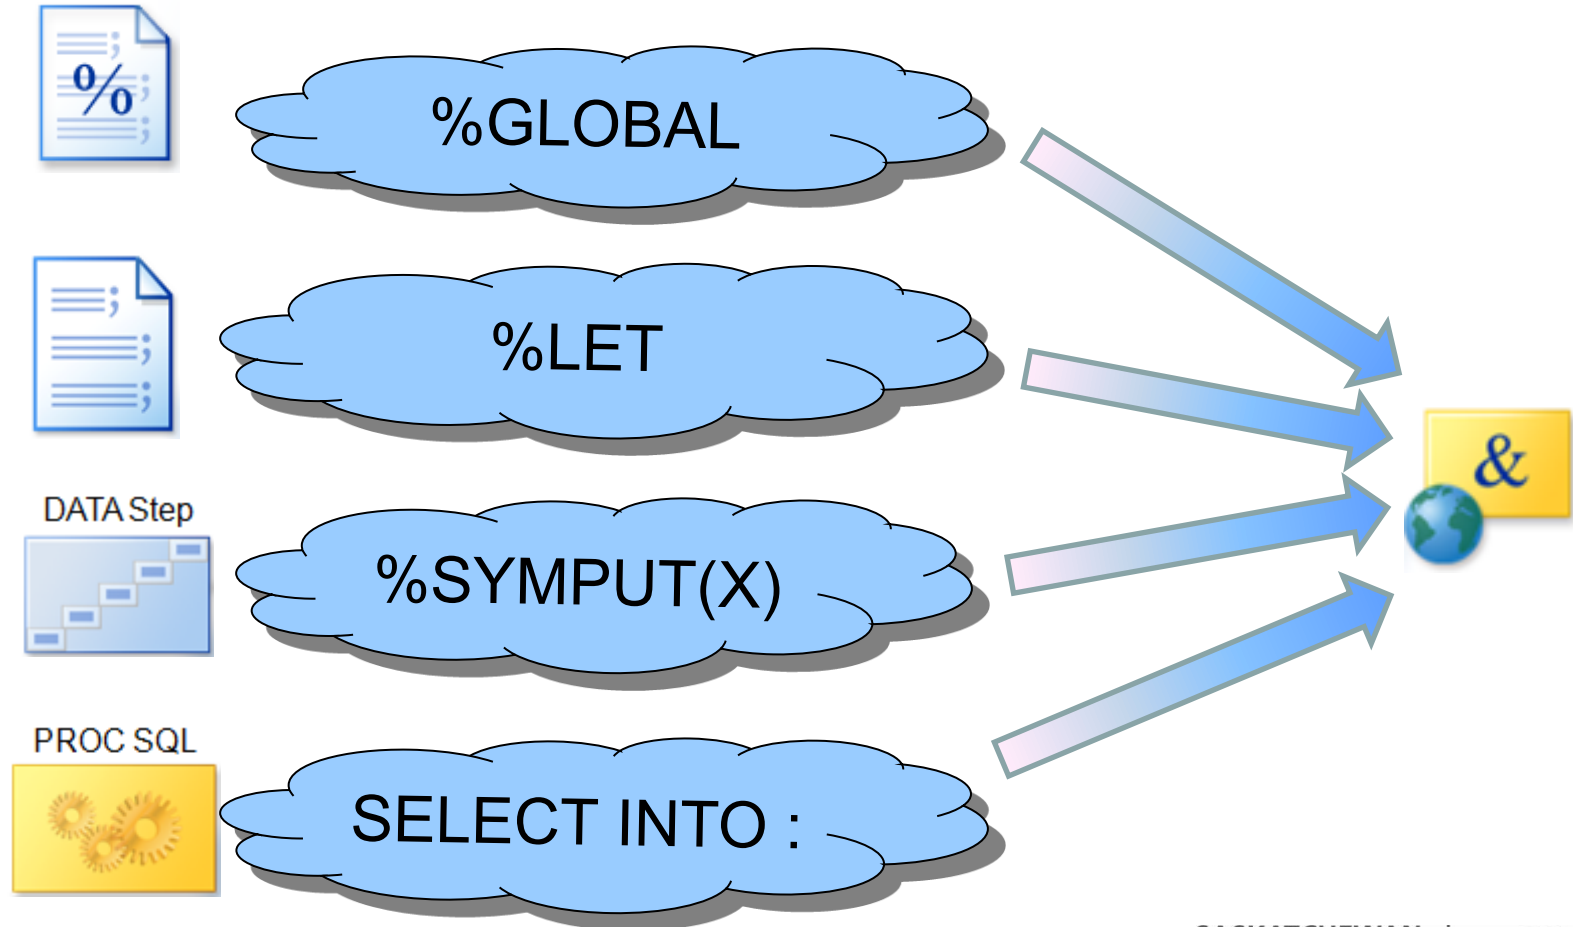 %
%GLOBAL
%LET
&
DATA Step
%SYMPUT(X)
PROC SQL
SELECT INTO :